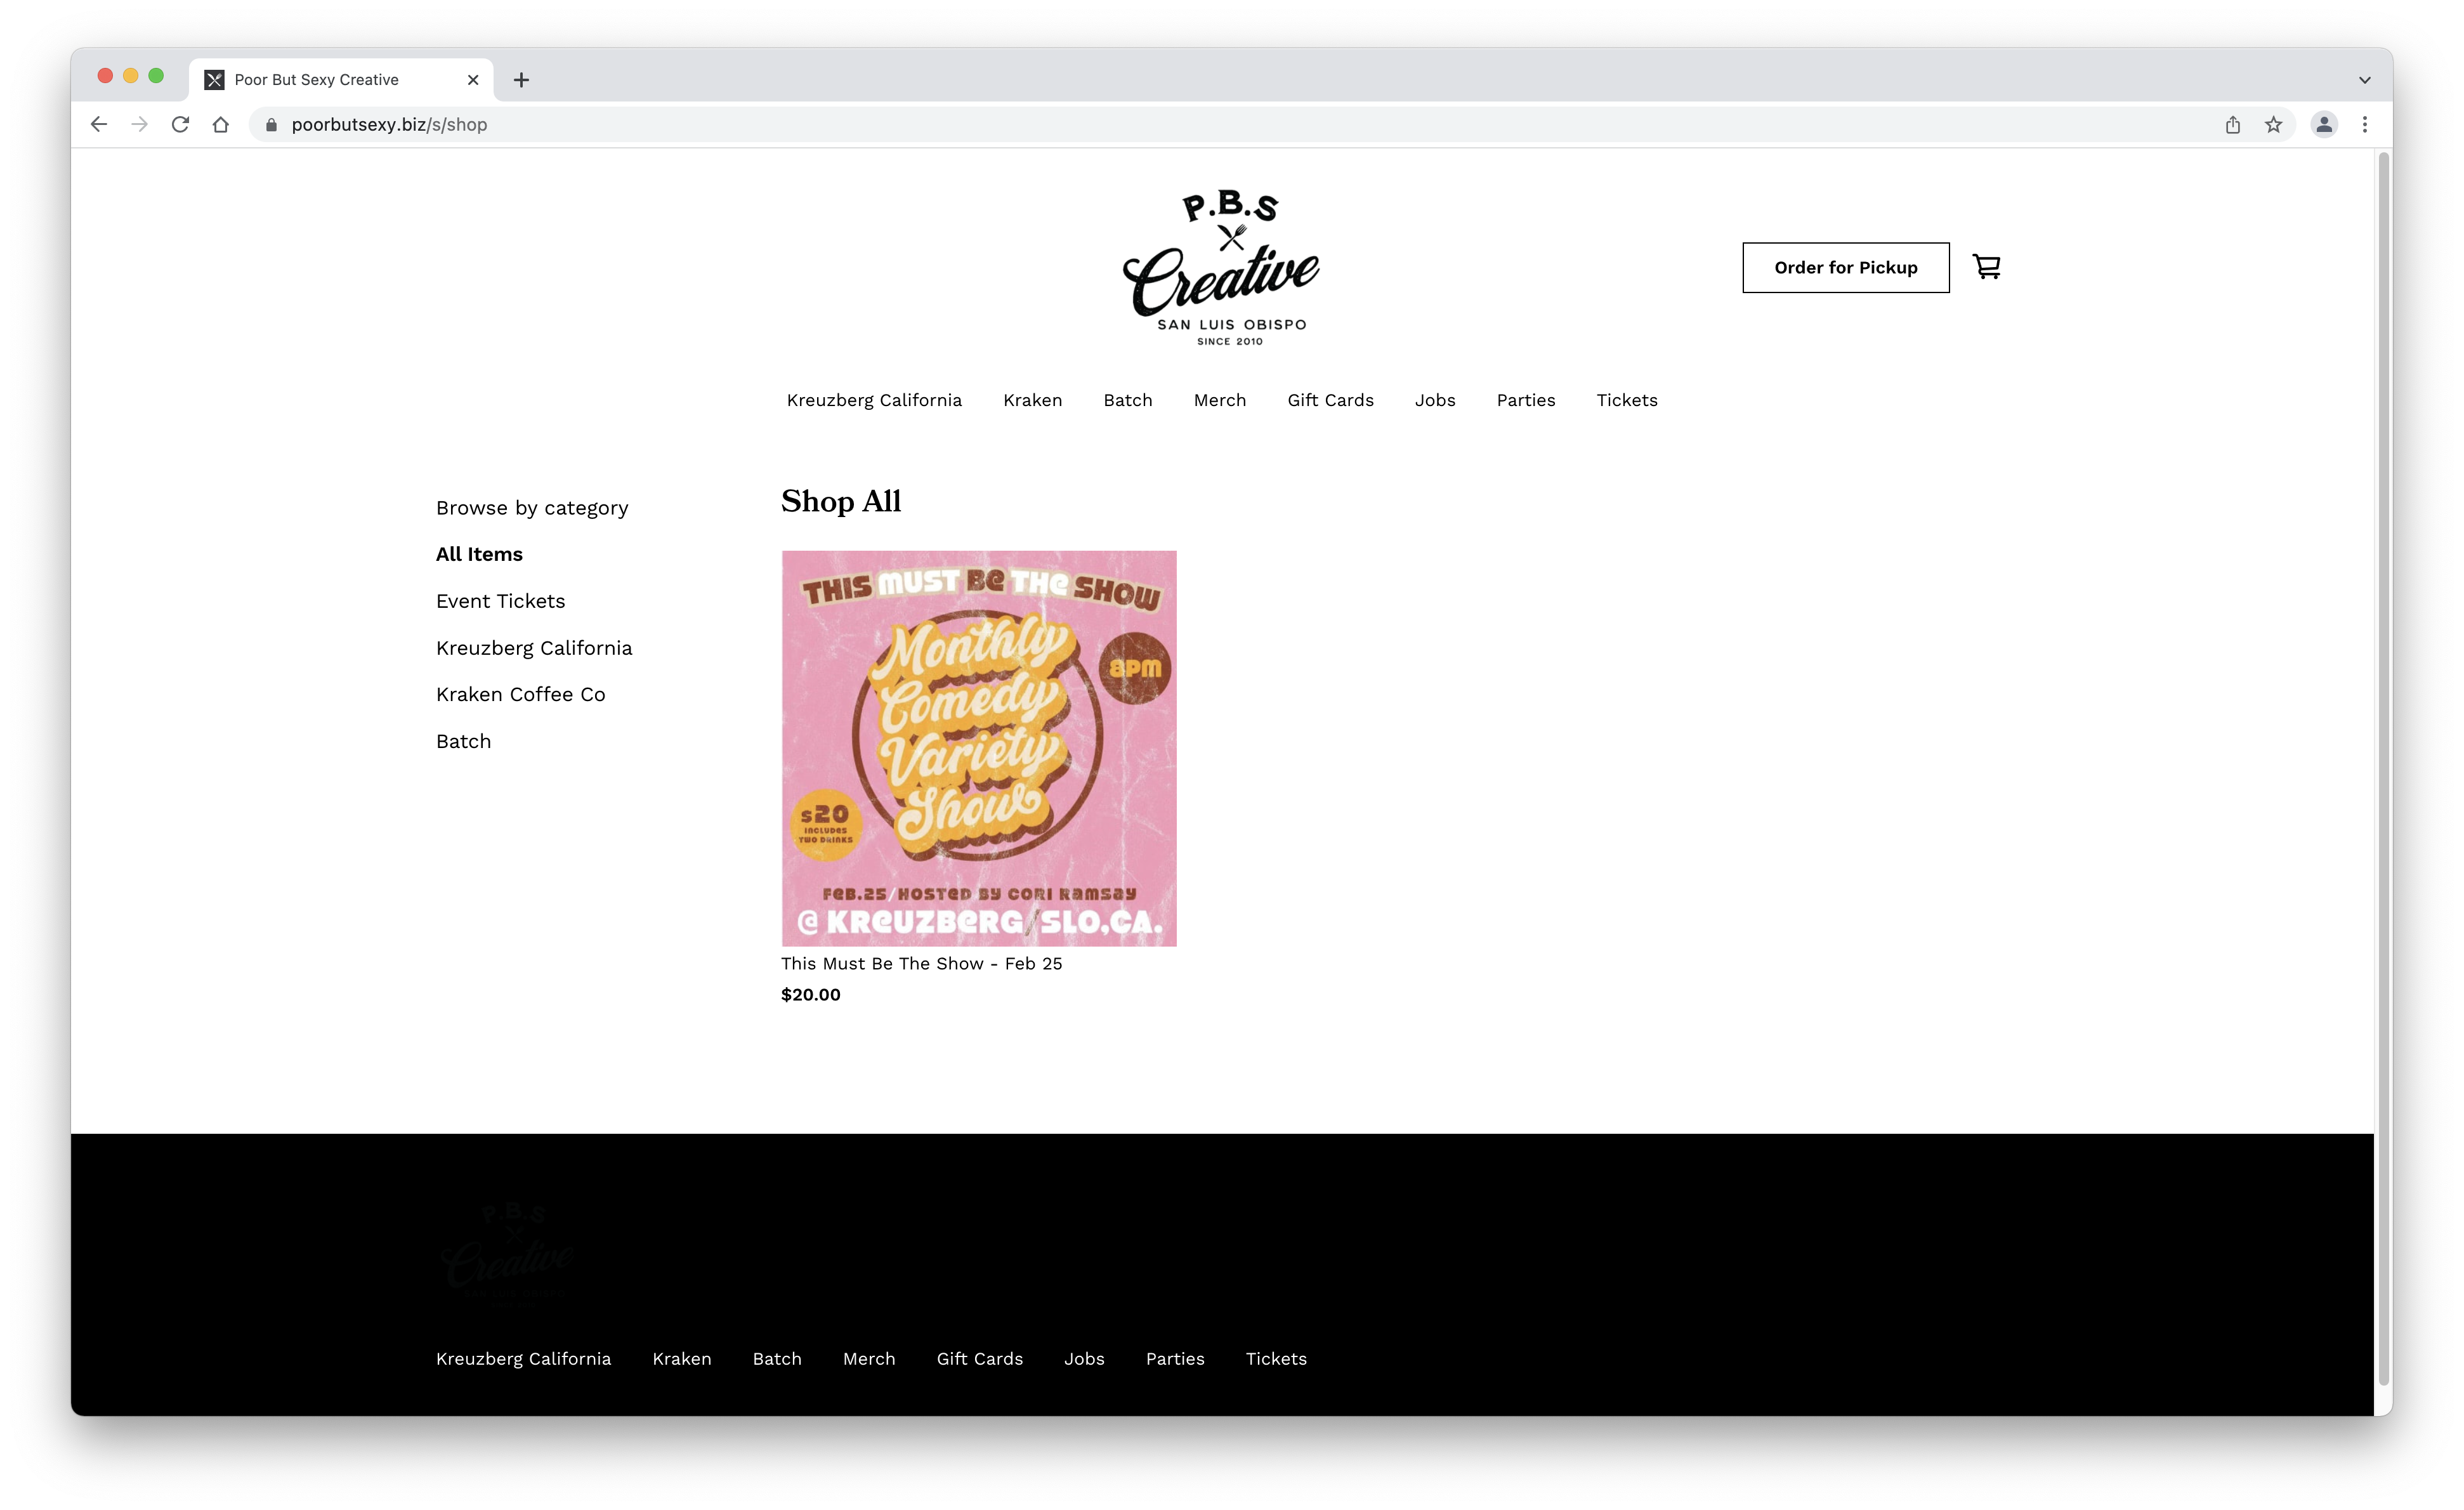 Poor But Sexy Creative
poorbutsexy.biz/s/shop
P.B.S
Creative
SAN LUIS OBISPO
SINCE 2010
Order for Pickup
Kreuzberg California Kraken Batch Merch Gift Cards Jobs Parties Tickets
Browse by category
All Items
Event Tickets
Kreuzberg California
Kraken Coffee Co
Batch
Shop All
THIS MUST BE THE SHOW
Monthly
Comedy
Variety
Show
8PM
$20
INCLUDES
TWO DRINKS
FEB.25/HOSTED BY CORI RAMSAY
@ KREUZBERG/SLO,CA.
This Must Be The Show - Feb 25
$20.00
P.B.S
Creative
SAN LUIS OBISPO
Kreuzberg California Kraken Batch Merch Gift Cards Jobs Parties Tickets